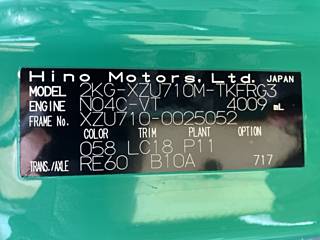 Hino Motors, Ltd. JAPAN
MODEL 2KG-XZU710M-TKFRG3
ENGINE N04C-VT 4009 mL
FRAME No. XZU710-0025052
COLOR TRIM PLANT OPTION
058 LC18 P11
TRANS./AXLE RE60 B10A 717